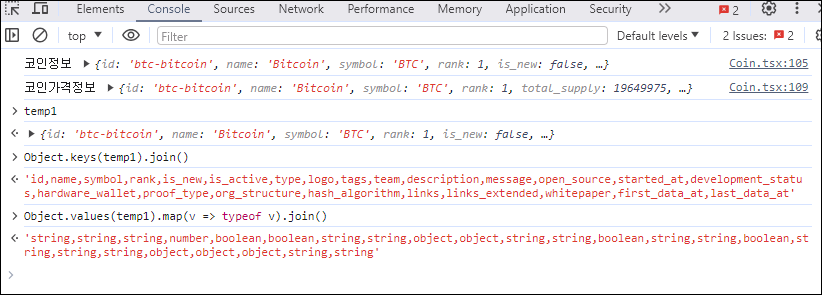 Elements Console Sources Network Performance Memory Application Security 2
top Filter Default levels 2 Issues: 2
코인정보 {id: 'btc-bitcoin', name: 'Bitcoin', symbol: 'BTC', rank: 1, is_new: false, …} Coin.tsx:105
코인가격정보 {id: 'btc-bitcoin', name: 'Bitcoin', symbol: 'BTC', rank: 1, total_supply: 19649975, …} Coin.tsx:109
temp1
{id: 'btc-bitcoin', name: 'Bitcoin', symbol: 'BTC', rank: 1, is_new: false, …}
Object.keys(temp1).join()
'id,name,symbol,rank,is_new,is_active,type,logo,tags,team,description,message,open_source,started_at,development_statu
s,hardware_wallet,proof_type,org_structure,hash_algorithm,links,links_extended,whitepaper,first_data_at,last_data_at'
Object.values(temp1).map(v => typeof v).join()
'string,string,string,number,boolean,boolean,string,string,object,object,string,string,boolean,string,string,boolean,str
ing,string,string,object,object,object,string,string'